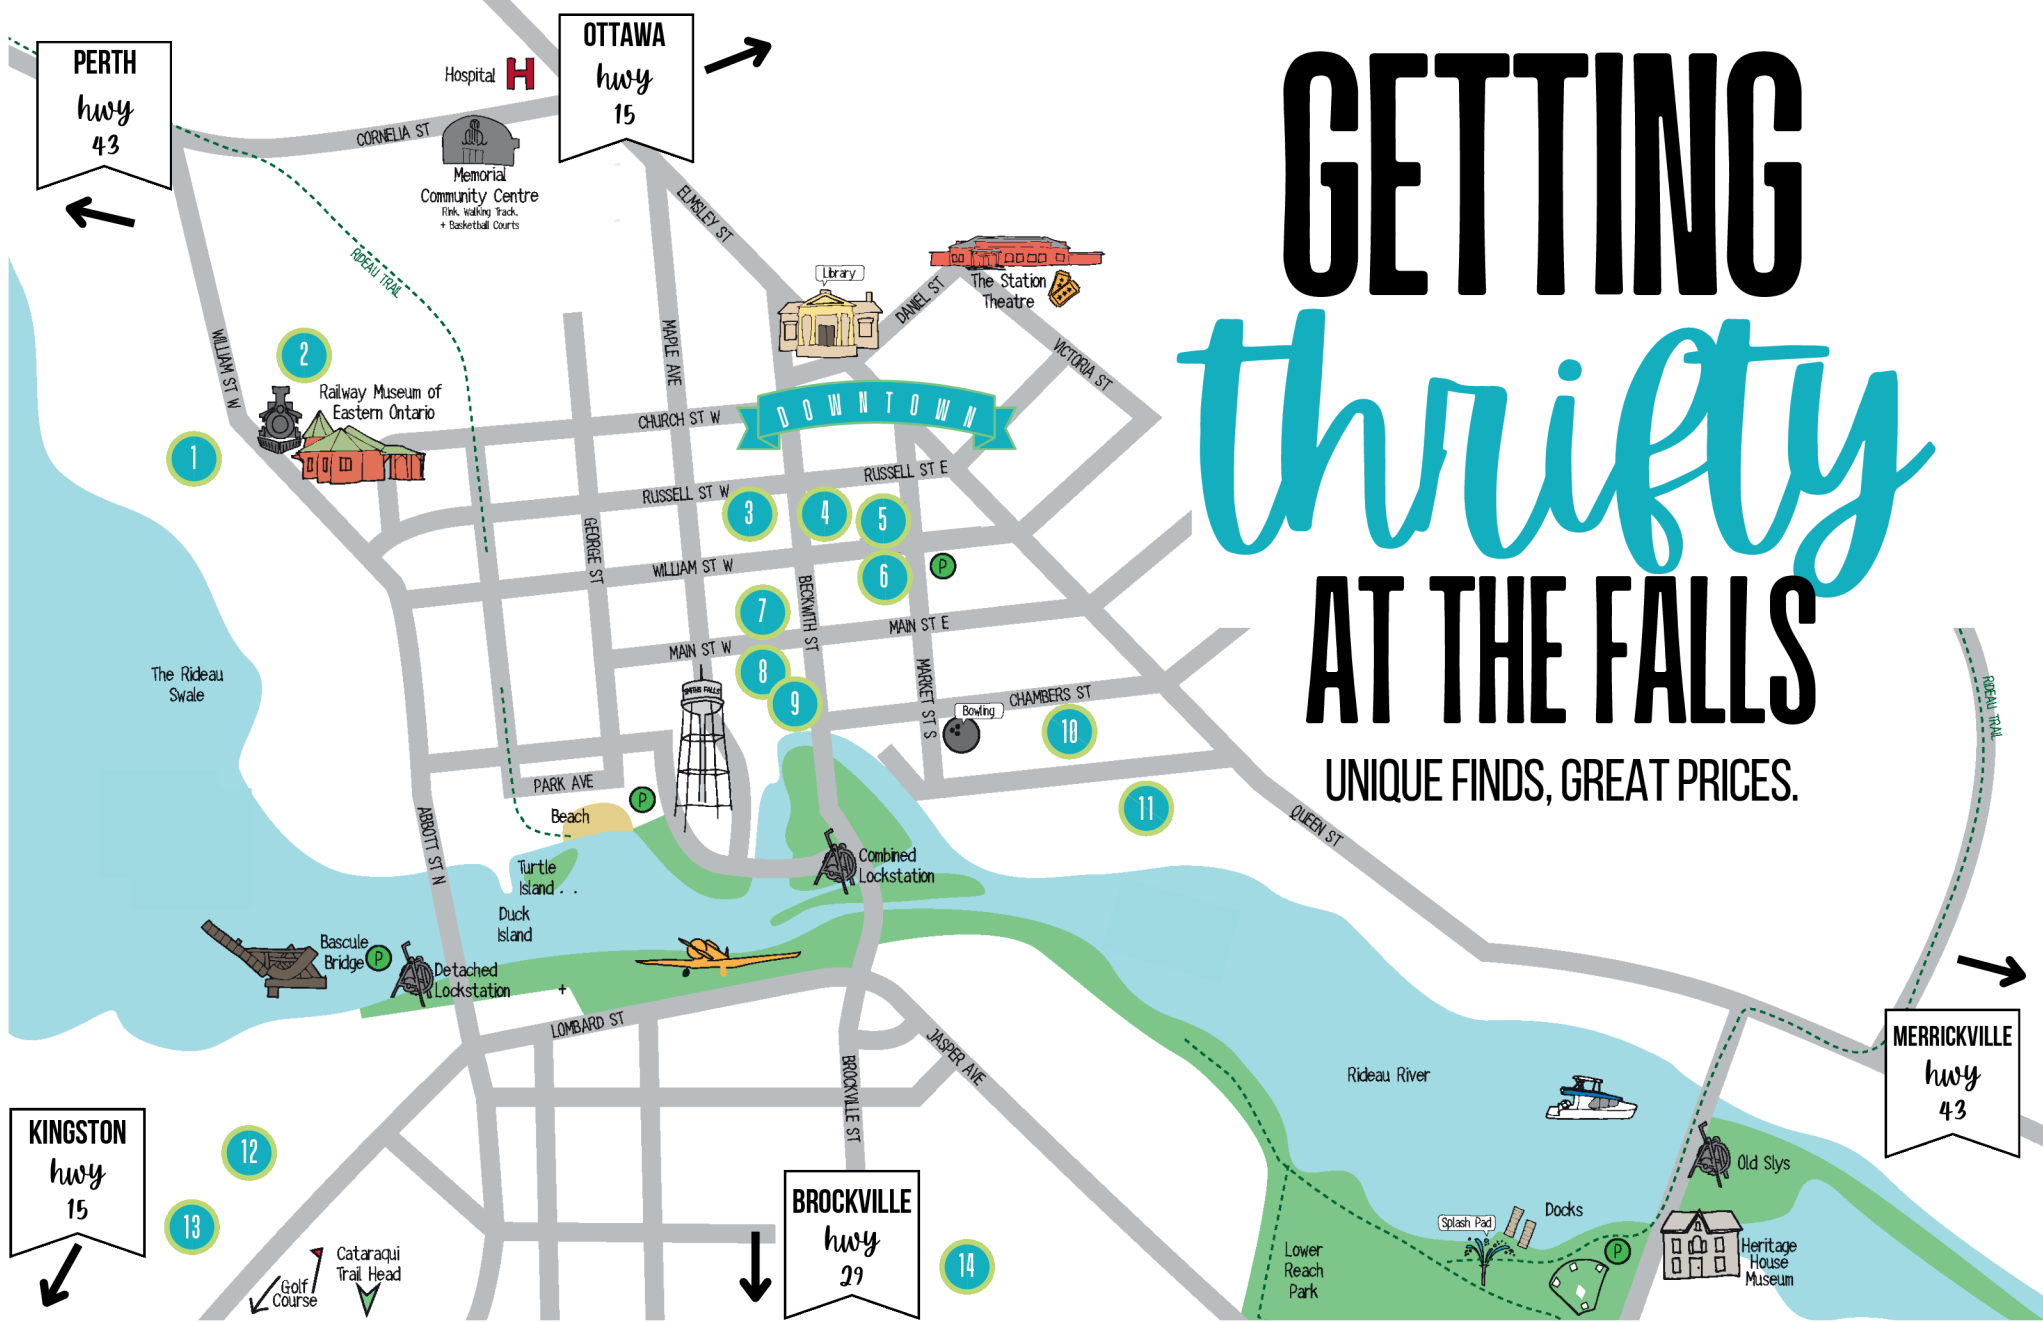 PERTH
hwy
43
OTTAWA
hwy
15
Hospital H
CORNELIA ST
Memorial
Community Centre
Rink, Walking Track,
+ Basketball Courts
GETTING
thrifty
AT THE FALLS
UNIQUE FINDS, GREAT PRICES.
ELMSLEY ST
RIDEAU TRAIL
Library
DANIEL ST
The Station
Theatre
VICTORIA ST
WILLIAM ST W
2
Railway Museum of
Eastern Ontario
MAPLE AVE
DOWNTOWN
CHURCH ST W
1
RUSSELL ST E
RUSSELL ST W
3
4
5
GEORGE ST
WILLIAM ST W
BECKWITH ST
6
P
7
MAIN ST E
MAIN ST W
8
9
SMITHS FALLS
MARKET ST S
CHAMBERS ST
Bowling
10
The Rideau
Swale
RIDEAU TRAIL
PARK AVE
P
Beach
11
QUEEN ST
ABBOTT ST N
Turtle
Island
Combined
Lockstation
Duck
Island
Bascule
Bridge
P
Detached
Lockstation
+
LOMBARD ST
JASPER AVE
BROCKVILLE ST
Rideau River
MERRICKVILLE
hwy
43
KINGSTON
hwy
15
12
13
Golf
Course
Cataraqui
Trail Head
BROCKVILLE
hwy
29
14
Old Slys
Docks
Splash Pad
P
Lower
Reach
Park
Heritage
House
Museum